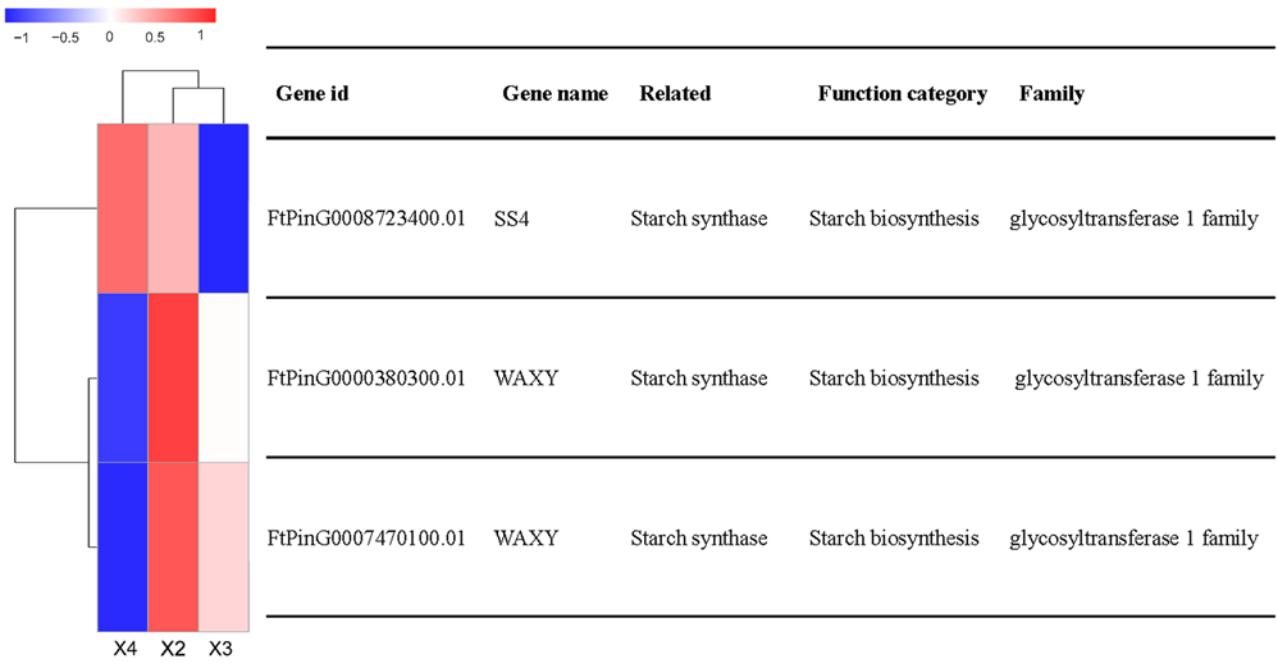 −1 −0.5 0 0.5 1
Gene id Gene name Related Function category Family
FtPinG0008723400.01 SS4 Starch synthase Starch biosynthesis glycosyltransferase 1 family
FtPinG0000380300.01 WAXY Starch synthase Starch biosynthesis glycosyltransferase 1 family
FtPinG0007470100.01 WAXY Starch synthase Starch biosynthesis glycosyltransferase 1 family
X4 X2 X3